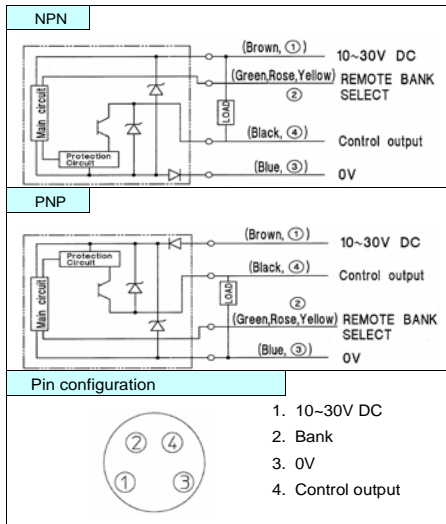 NPN
(Brown, ①)
10~30V DC
(Green,Rose,Yellow)
②
REMOTE BANK
SELECT
Main circuit
LOAD
(Black, ④)
Control output
Protection
Circuit
(Blue, ③)
0V
PNP
(Brown, ①)
10~30V DC
Protection
Circuit
(Black, ④)
Control output
Main circuit
LOAD
②
(Green,Rose,Yellow)
REMOTE BANK
SELECT
(Blue, ③)
0V
Pin configuration
② ④
① ③
1. 10~30V DC
2. Bank
3. 0V
4. Control output